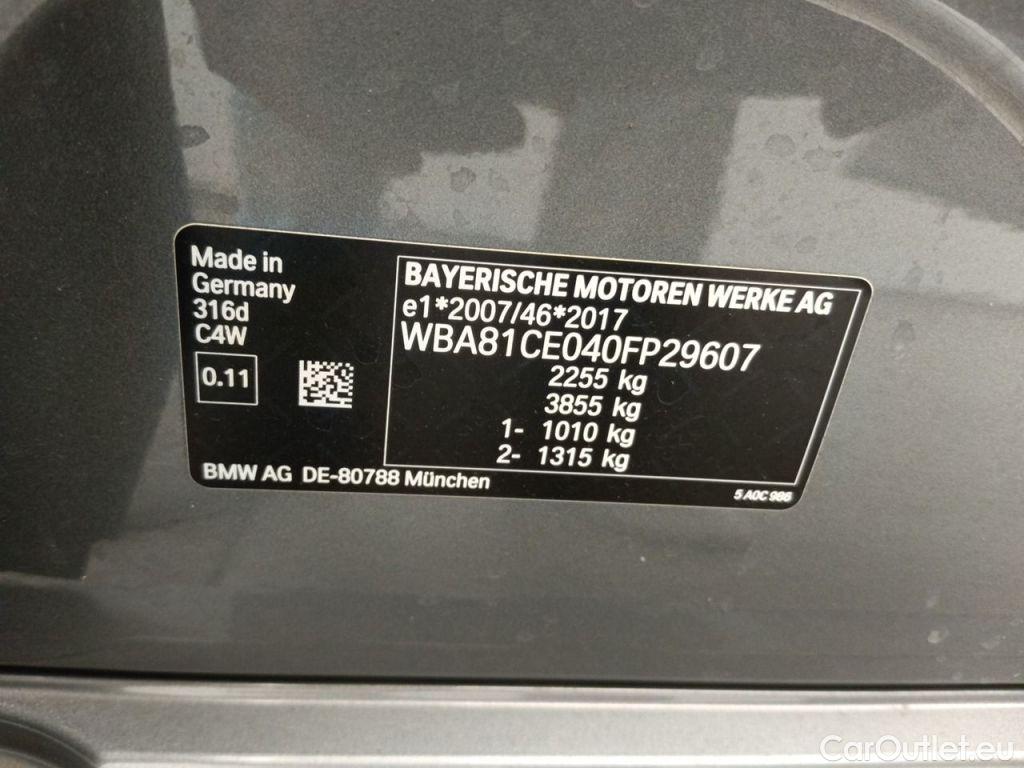 Made in
Germany
316d
C4W
0.11
BAYERISCHE MOTOREN WERKE AG
e1*2007/46*2017
WBA81CE040FP29607
2255 kg
3855 kg
1- 1010 kg
2- 1315 kg
BMW AG DE-80788 München
5 A0C 986
CarOutlet.eu